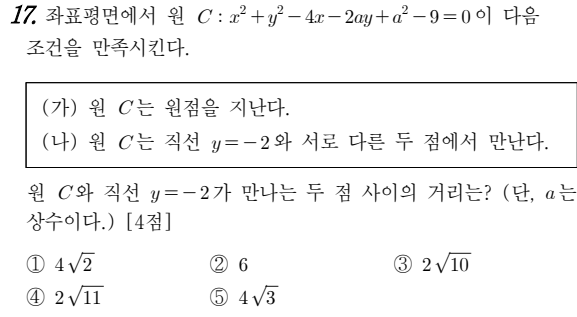 17. 좌표평면에서 원 C : x²+y²−4x−2ay+a²−9=0이 다음
조건을 만족시킨다.
(가) 원 C는 원점을 지난다.
(나) 원 C는 직선 y=−2와 서로 다른 두 점에서 만난다.
원 C와 직선 y=−2가 만나는 두 점 사이의 거리는? (단, a는
상수이다.) [4점]
① 4√2 ② 6 ③ 2√10
④ 2√11 ⑤ 4√3